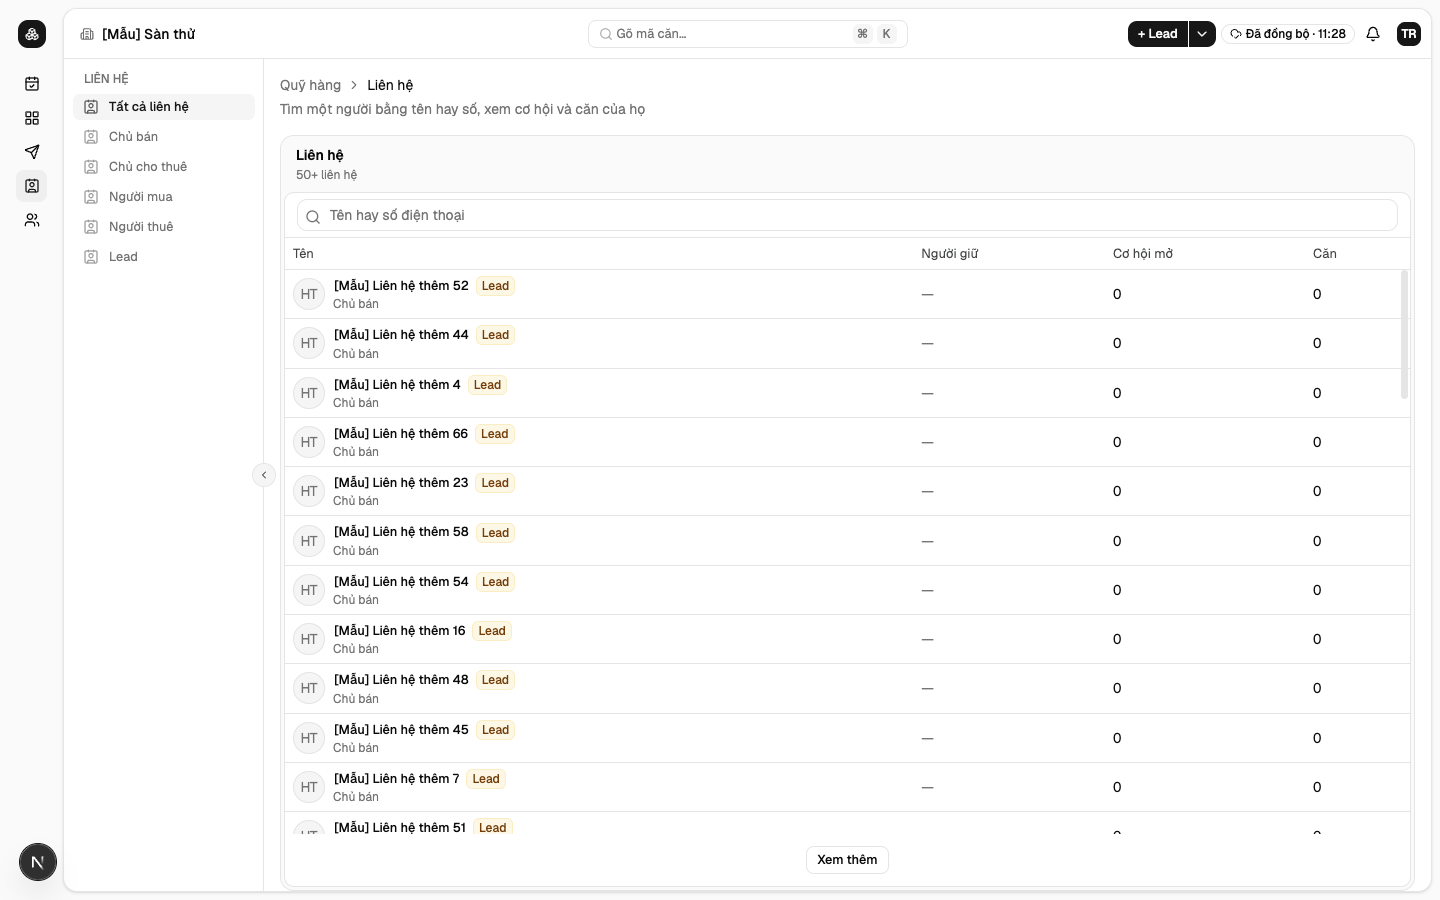 [Mẫu] Sàn thử
Gõ mã căn...
⌘ K
+ Lead
Đã đồng bộ · 11:28
TR
LIÊN HỆ
Tất cả liên hệ
Chủ bán
Chủ cho thuê
Người mua
Người thuê
Lead
Quỹ hàng > Liên hệ
Tìm một người bằng tên hay số, xem cơ hội và căn của họ
Liên hệ
50+ liên hệ
Tên hay số điện thoại
Tên Người giữ Cơ hội mở Căn
HT [Mẫu] Liên hệ thêm 52 Lead
Chủ bán — 0 0
HT [Mẫu] Liên hệ thêm 44 Lead
Chủ bán — 0 0
HT [Mẫu] Liên hệ thêm 4 Lead
Chủ bán — 0 0
HT [Mẫu] Liên hệ thêm 66 Lead
Chủ bán — 0 0
HT [Mẫu] Liên hệ thêm 23 Lead
Chủ bán — 0 0
HT [Mẫu] Liên hệ thêm 58 Lead
Chủ bán — 0 0
HT [Mẫu] Liên hệ thêm 54 Lead
Chủ bán — 0 0
HT [Mẫu] Liên hệ thêm 16 Lead
Chủ bán — 0 0
HT [Mẫu] Liên hệ thêm 48 Lead
Chủ bán — 0 0
HT [Mẫu] Liên hệ thêm 45 Lead
Chủ bán — 0 0
HT [Mẫu] Liên hệ thêm 7 Lead
Chủ bán — 0 0
[Mẫu] Liên hệ thêm 51 Lead
Xem thêm
N